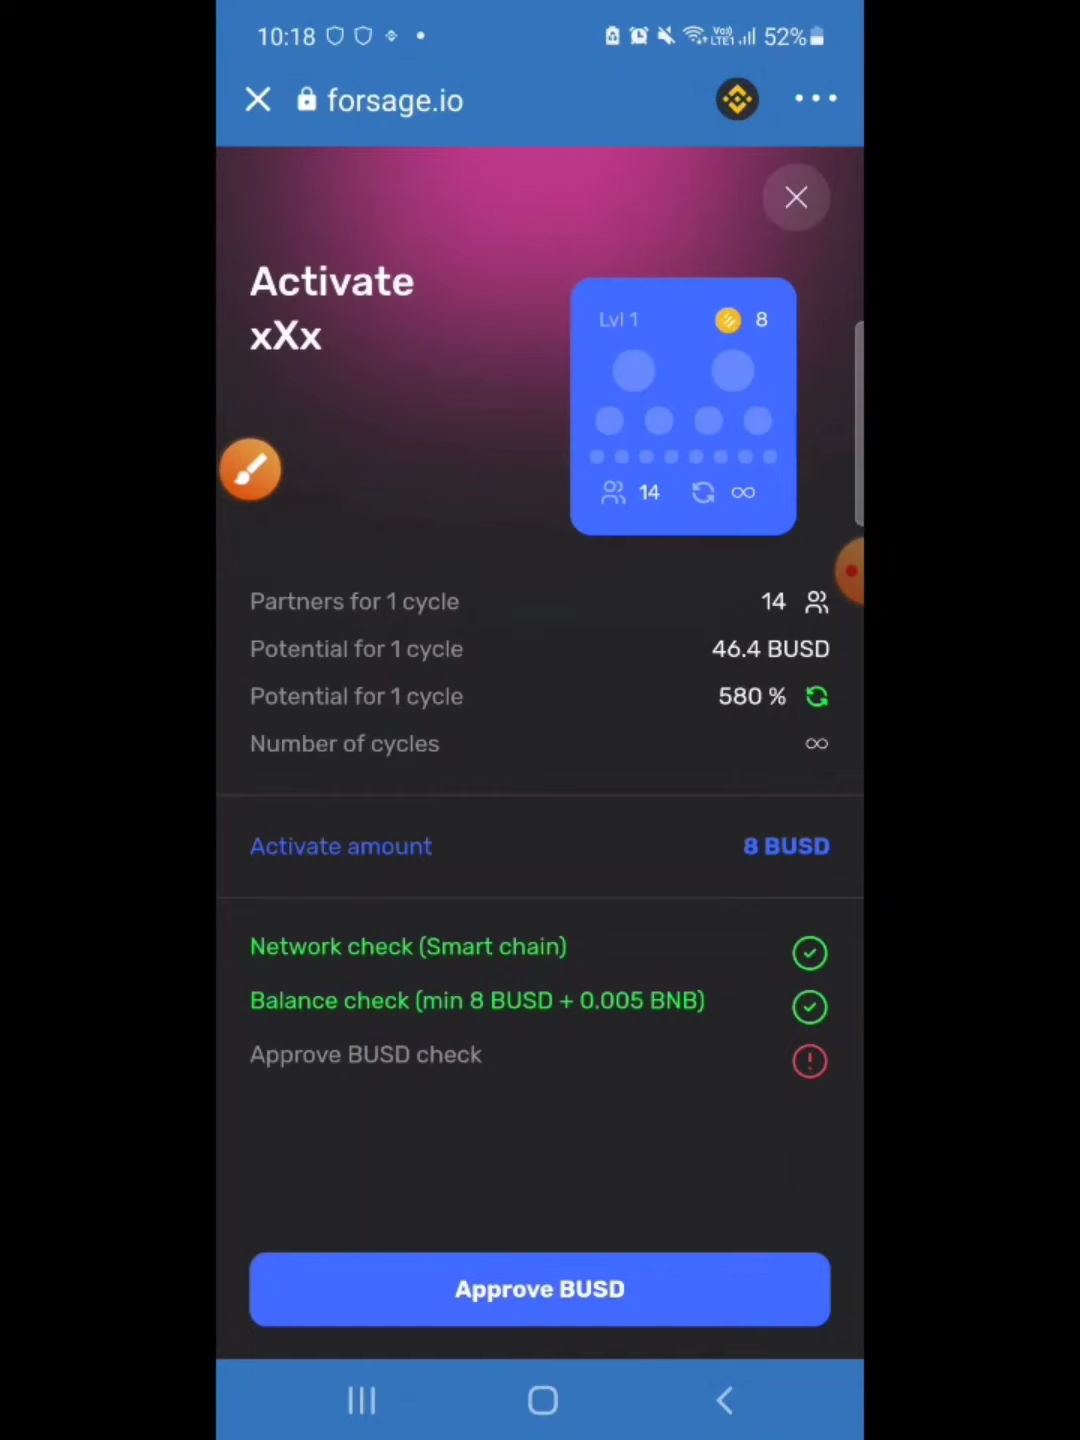 10:18
VoI) LTE1 52%
forsage.io
Activate
xXx
Lvl 1 8
14 ∞
Partners for 1 cycle 14
Potential for 1 cycle 46.4 BUSD
Potential for 1 cycle 580 %
Number of cycles ∞
Activate amount 8 BUSD
Network check (Smart chain)
Balance check (min 8 BUSD + 0.005 BNB)
Approve BUSD check
Approve BUSD